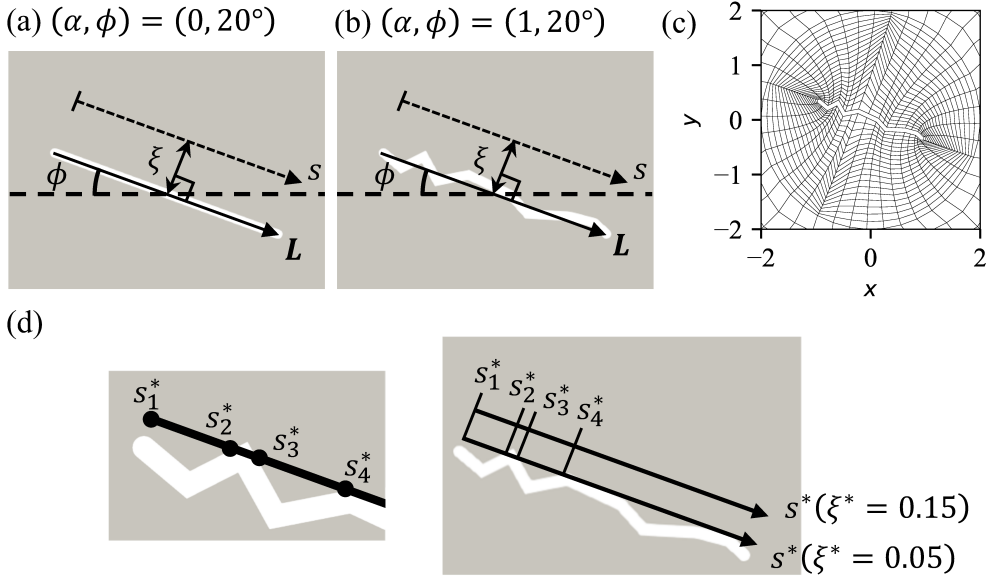 (a) (α, ϕ) = (0, 20°)
(b) (α, ϕ) = (1, 20°)
(c)
ξ
s
ϕ
L
ξ
s
ϕ
L
2
1
0
−1
−2
y
−2
0
2
x
(d)
s₁*
s₂*
s₃*
s₄*
s₁*
s₂*
s₃*
s₄*
s*(ξ* = 0.15)
s*(ξ* = 0.05)